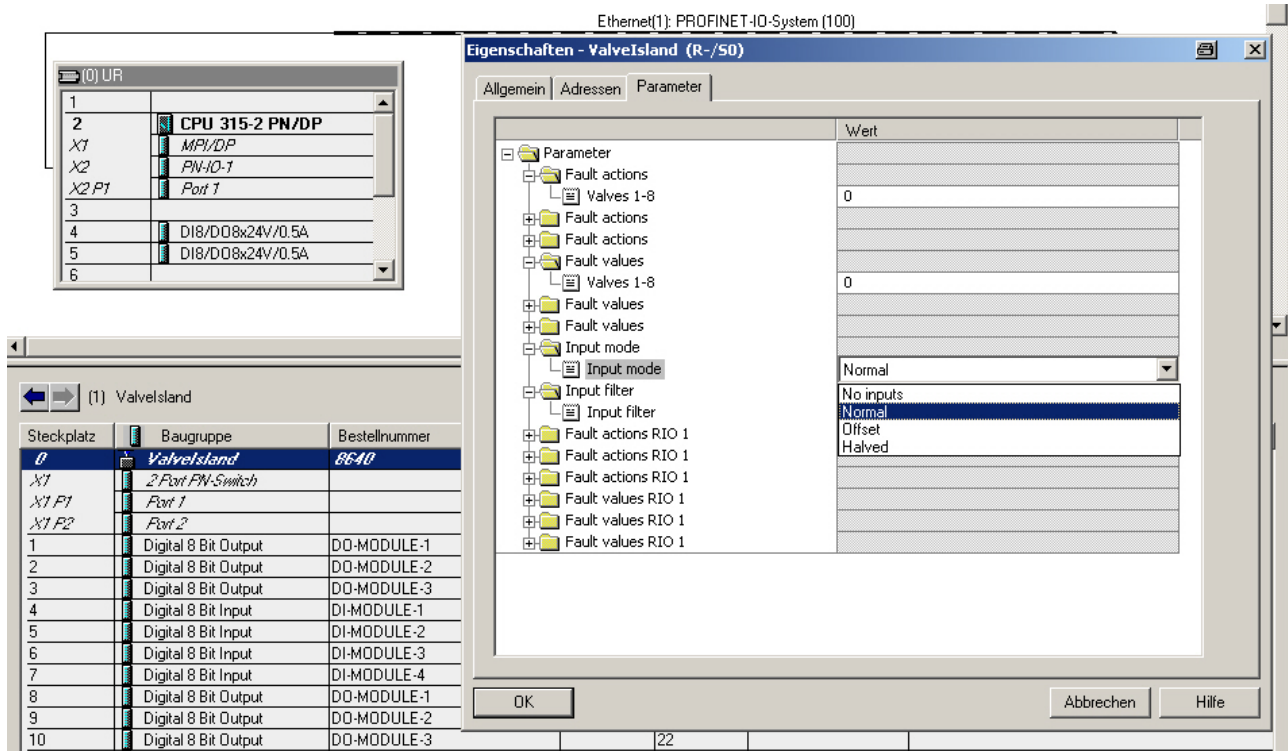 Ethernet(1): PROFINET-IO-System (100)
(0) UR
1
2 CPU 315-2 PN/DP
X1 MPI/DP
X2 PN-IO-1
X2 P1 Port 1
3
4 DI8/DO8x24V/0.5A
5 DI8/DO8x24V/0.5A
6
Eigenschaften - ValveIsland (R-/S0)
Allgemein Adressen Parameter
Wert
Parameter
Fault actions
Valves 1-8 0
Fault actions
Fault actions
Fault values
Valves 1-8 0
Fault values
Fault values
Input mode
Input mode Normal
Input filter No inputs
Normal
Input filter Offset
Fault actions RIO 1 Halved
Fault actions RIO 1
Fault actions RIO 1
Fault values RIO 1
Fault values RIO 1
Fault values RIO 1
OK Abbrechen Hilfe
(1) ValveIsland
Steckplatz Baugruppe Bestellnummer
0 ValveIsland 8640
X1 2 Port PN-Switch
X1 P1 Port 1
X1 P2 Port 2
1 Digital 8 Bit Output DO-MODULE-1
2 Digital 8 Bit Output DO-MODULE-2
3 Digital 8 Bit Output DO-MODULE-3
4 Digital 8 Bit Input DI-MODULE-1
5 Digital 8 Bit Input DI-MODULE-2
6 Digital 8 Bit Input DI-MODULE-3
7 Digital 8 Bit Input DI-MODULE-4
8 Digital 8 Bit Output DO-MODULE-1
9 Digital 8 Bit Output DO-MODULE-2
10 Digital 8 Bit Output DO-MODULE-3 22